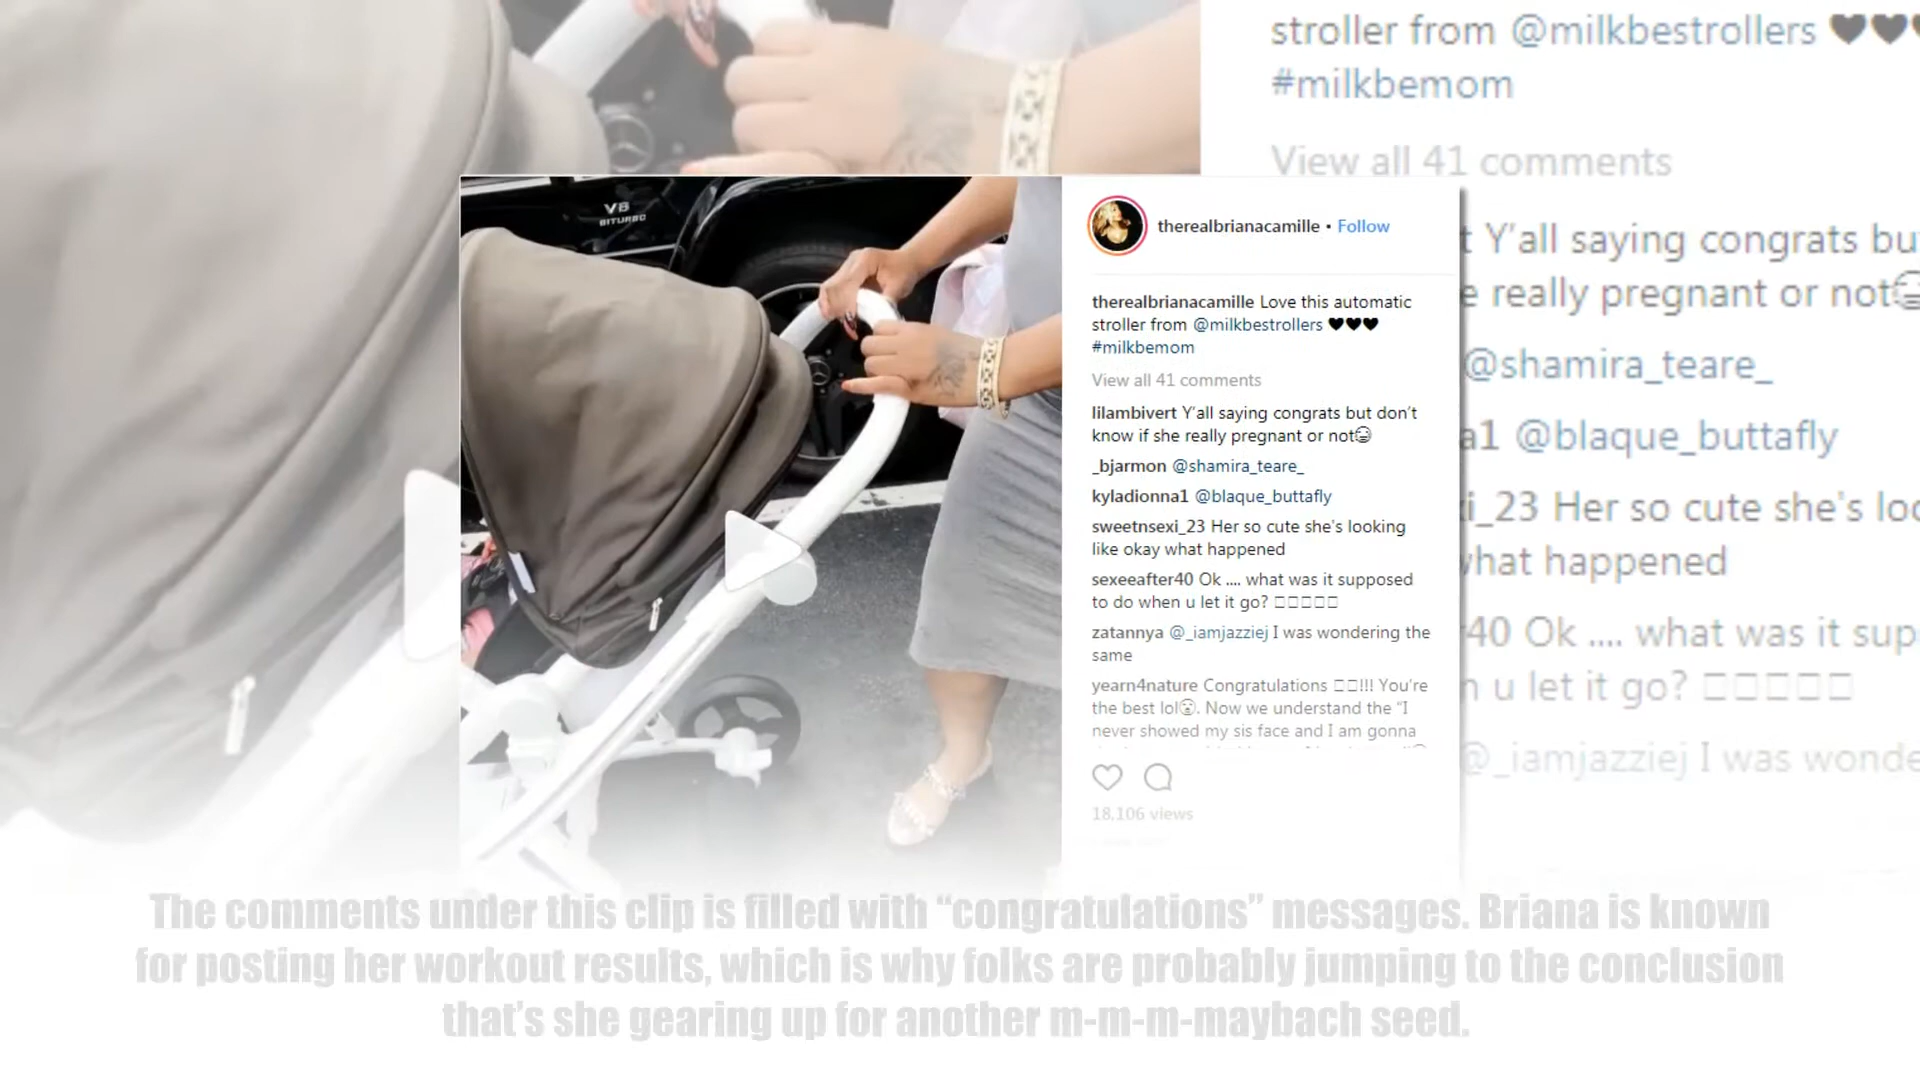 stroller from @milkbestrollers ♥♥
#milkbemom
View all 41 comments
t Y'all saying congrats bu
e really pregnant or not
@shamira_teare_
a1 @blaque_buttafly
i_23 Her so cute she's loo
what happened
40 Ok .... what was it sup
n u let it go? □□□□□
@_iamjazziej I was wonde
V8
BITURBO
therealbrianacamille • Follow
therealbrianacamille Love this automatic
stroller from @milkbestrollers ♥♥♥
#milkbemom
View all 41 comments
lilambivert Y'all saying congrats but don't
know if she really pregnant or not
_bjarmon @shamira_teare_
kyladionna1 @blaque_buttafly
sweetnsexi_23 Her so cute she's looking
like okay what happened
sexeeafter40 Ok .... what was it supposed
to do when u let it go? □□□□□
zatannya @_iamjazziej I was wondering the
same
yearn4nature Congratulations □□!!! You're
the best lol. Now we understand the "I
never showed my sis face and I am gonna
18,106 views
The comments under this clip is filled with “congratulations” messages. Briana is known
for posting her workout results, which is why folks are probably jumping to the conclusion
that’s she gearing up for another m-m-m-maybach seed.